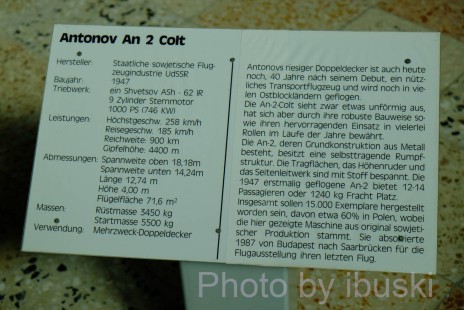 Antonov An 2 Colt
Hersteller: Staatliche sowjetische Flug-
zeugindustrie UdSSR
Baujahr: 1947
Triebwerk: ein Shvetsov ASh - 62 IR
9 Zylinder Sternmotor
1000 PS (746 KW)
Leistungen: Höchstgeschw. 258 km/h
Reisegeschw. 185 km/h
Reichweite: 900 km
Gipfelhöhe: 4400 m
Abmessungen: Spannweite oben 18,18m
Spannweite unten 14,24m
Länge 12,74 m
Höhe 4,00 m
Flügelfläche 71,6 m²
Massen: Rüstmasse 3450 kg
Startmasse 5500 kg
Verwendung: Mehrzweck-Doppeldecker
Antonovs riesiger Doppeldecker ist auch heute
noch, 40 Jahre nach seinem Debut, ein nütz-
liches Transportflugzeug und wird noch in vie-
len Ostblockländern geflogen.
Die An-2-Colt sieht zwar etwas unförmig aus,
hat sich aber durch ihre robuste Bauweise so-
wie ihren hervorragenden Einsatz in vielerlei
Rollen im Laufe der Jahre bewährt.
Die An-2, deren Grundkonstruktion aus Metall
besteht, besitzt eine selbsttragende Rumpf-
struktur. Die Tragflächen, das Höhenruder und
das Seitenleitwerk sind mit Stoff bespannt. Die
1947 erstmalig geflogene An-2 bietet 12-14
Passagieren oder 1240 kg Fracht Platz.
Insgesamt sollen 15.000 Exemplare hergestellt
worden sein, davon etwa 60% in Polen, wobei
die hier gezeigte Maschine aus original sowjeti-
scher Produktion stammt. Sie absolvierte
1987 von Budapest nach Saarbrücken für die
Flugausstellung ihren letzten Flug.
Photo by ibuski